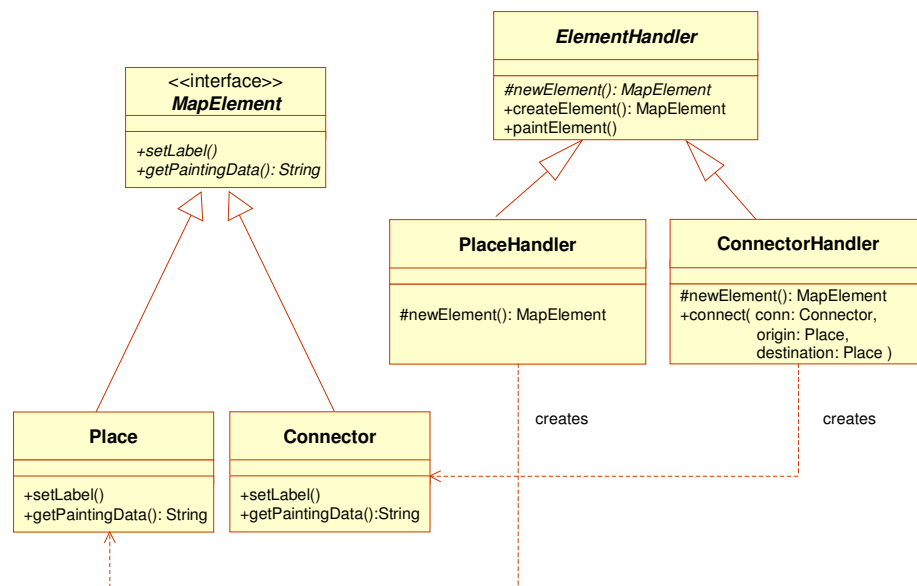 ElementHandler
#newElement(): MapElement
+createElement(): MapElement
+paintElement()
<<interface>>
MapElement
+setLabel()
+getPaintingData(): String
PlaceHandler
#newElement(): MapElement
ConnectorHandler
#newElement(): MapElement
+connect( conn: Connector,
origin: Place,
destination: Place )
creates
creates
Place
+setLabel()
+getPaintingData(): String
Connector
+setLabel()
+getPaintingData():String